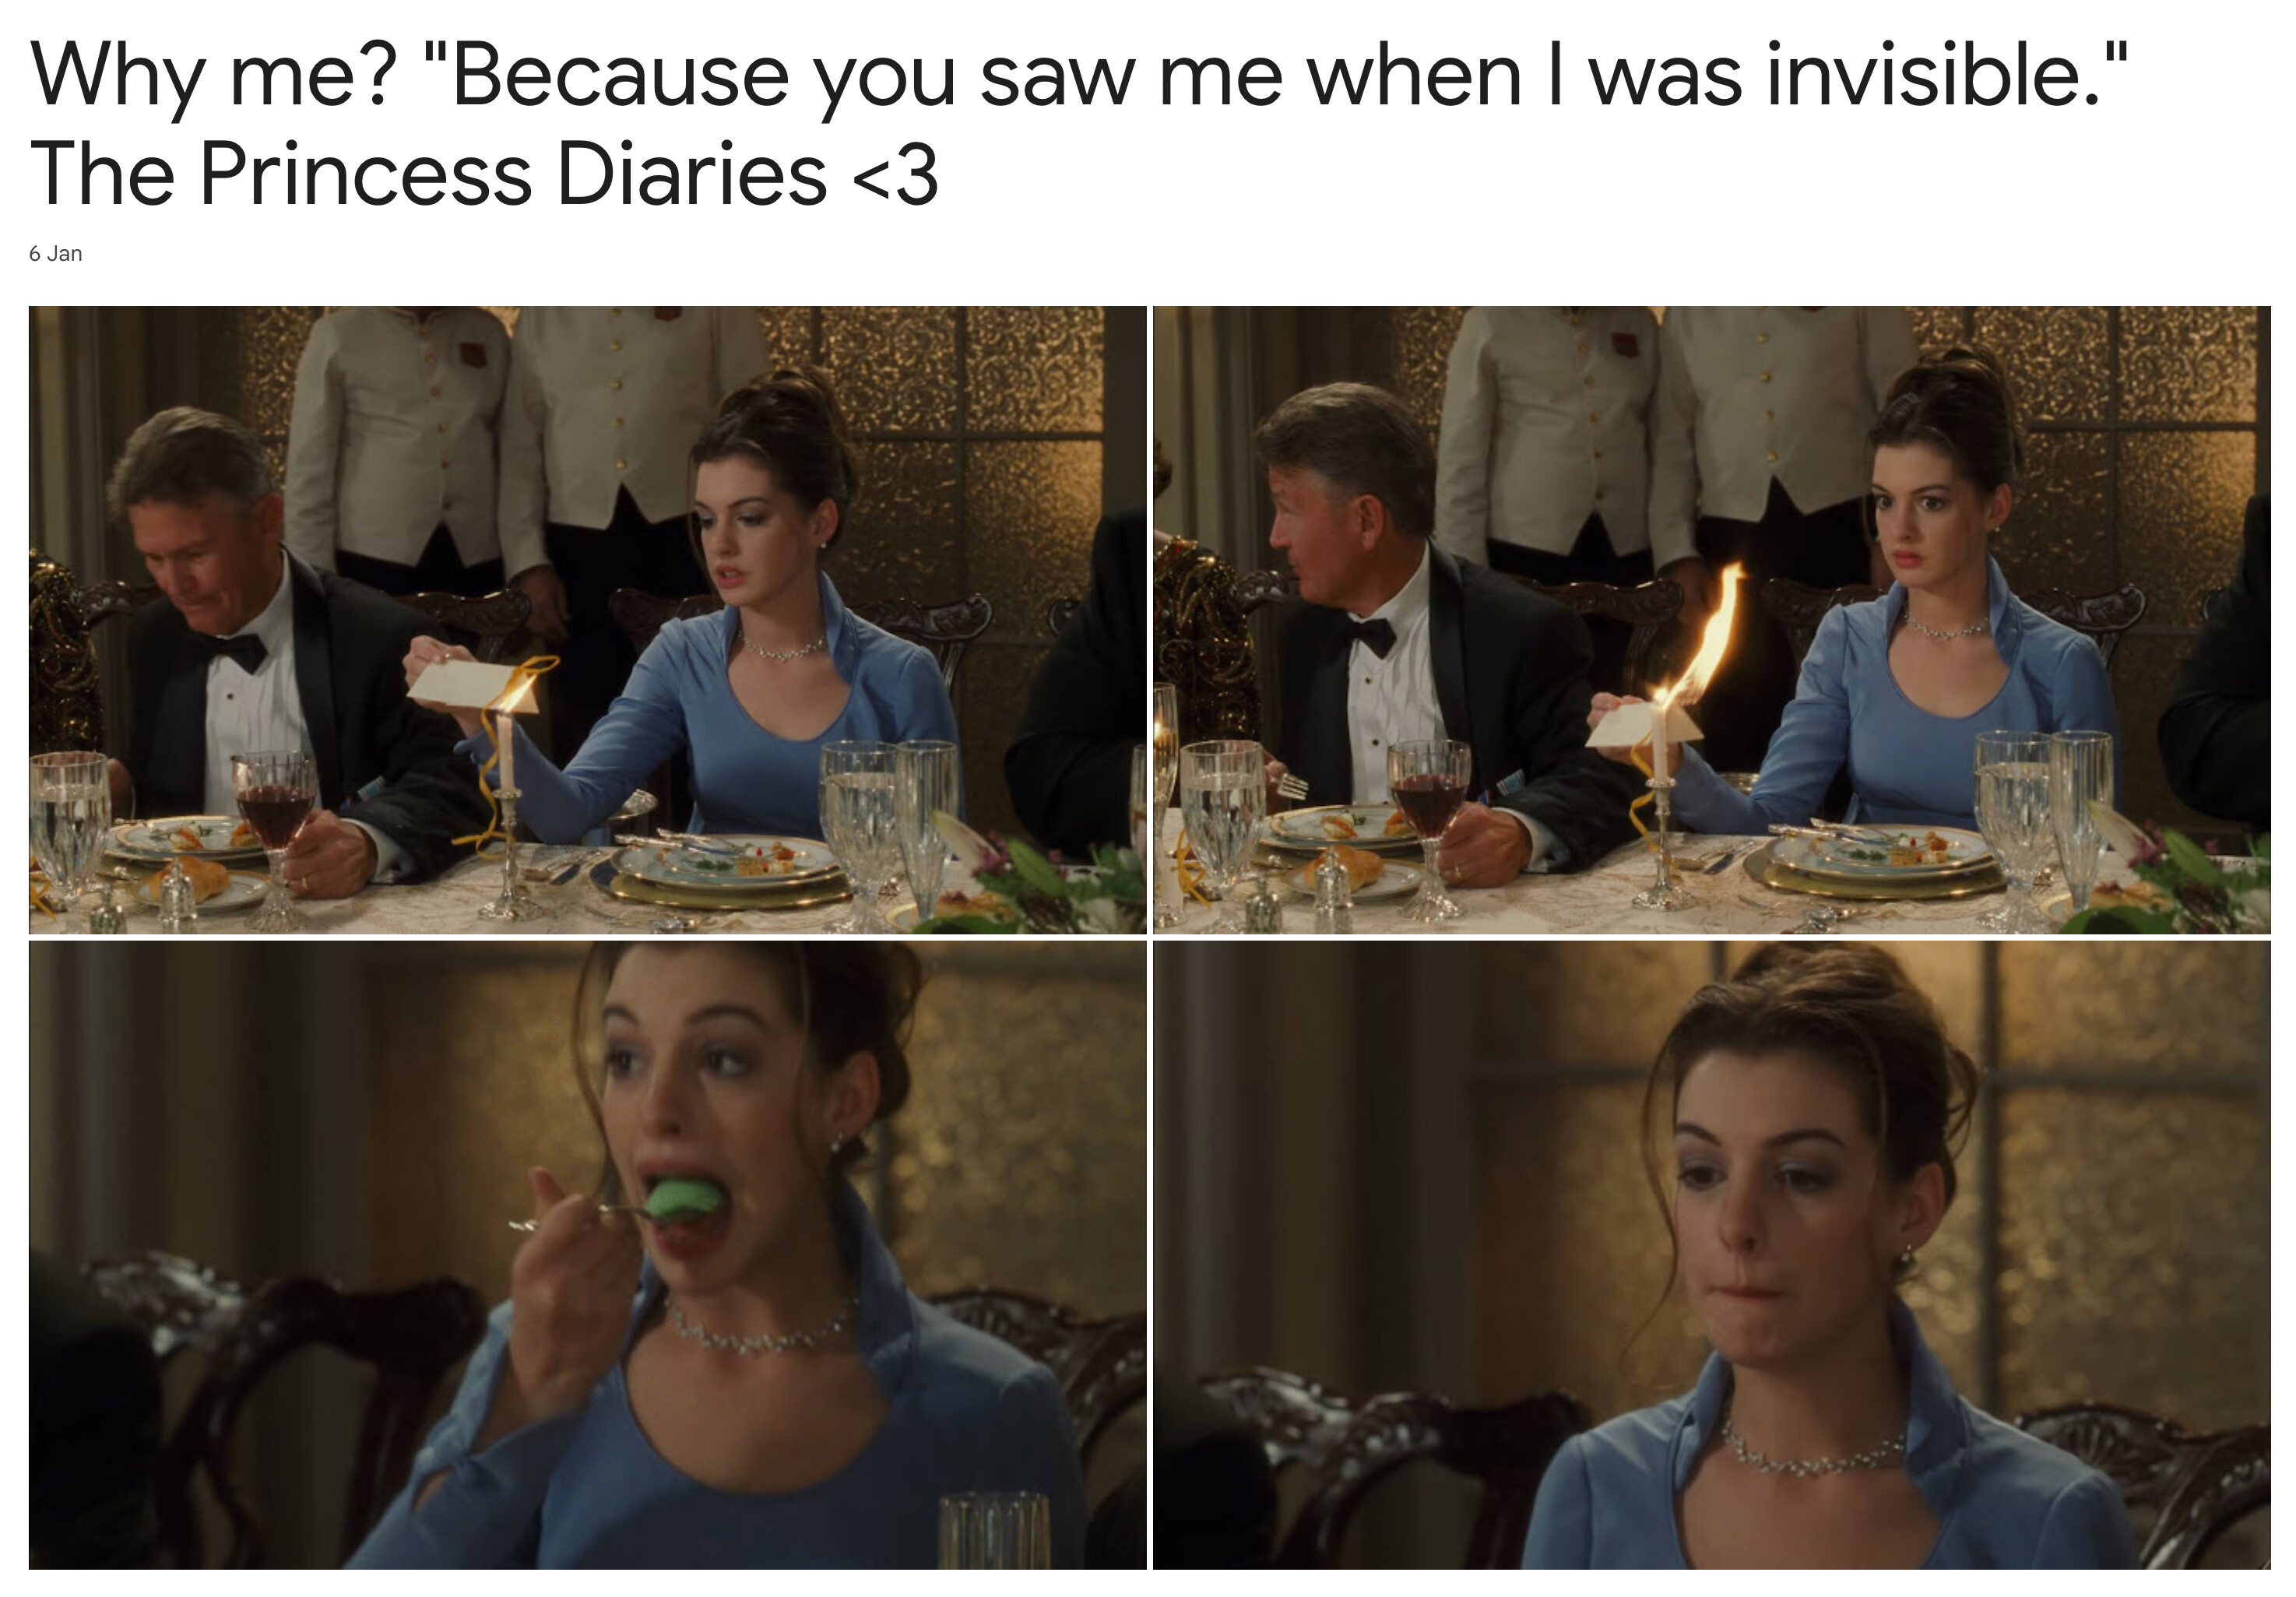 Why me? "Because you saw me when I was invisible."
The Princess Diaries <3
6 Jan